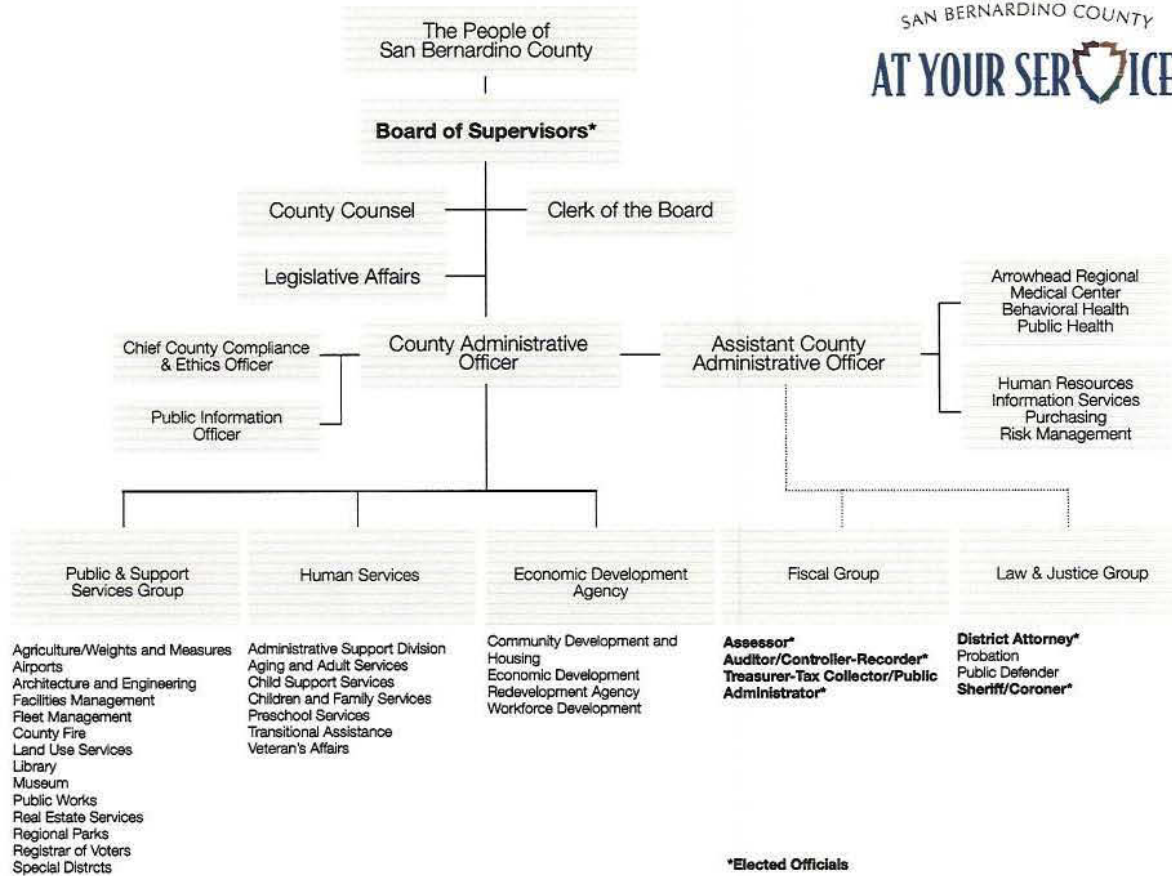 SAN BERNARDINO COUNTY
AT YOUR SERVICE
The People of
San Bernardino County
Board of Supervisors*
County Counsel
Clerk of the Board
Legislative Affairs
Arrowhead Regional
Medical Center
Behavioral Health
Public Health
Chief County Compliance
& Ethics Officer
County Administrative
Officer
Assistant County
Administrative Officer
Public Information
Officer
Human Resources
Information Services
Purchasing
Risk Management
Public & Support
Services Group
Human Services
Economic Development
Agency
Fiscal Group
Law & Justice Group
Agriculture/Weights and Measures
Airports
Architecture and Engineering
Facilities Management
Fleet Management
County Fire
Land Use Services
Library
Museum
Public Works
Real Estate Services
Regional Parks
Registrar of Voters
Special Distrcts
Administrative Support Division
Aging and Adult Services
Child Support Services
Children and Family Services
Preschool Services
Transitional Assistance
Veteran's Affairs
Community Development and
Housing
Economic Development
Redevelopment Agency
Workforce Development
Assessor*
Auditor/Controller-Recorder*
Treasurer-Tax Collector/Public
Administrator*
District Attorney*
Probation
Public Defender
Sheriff/Coroner*
*Elected Officials